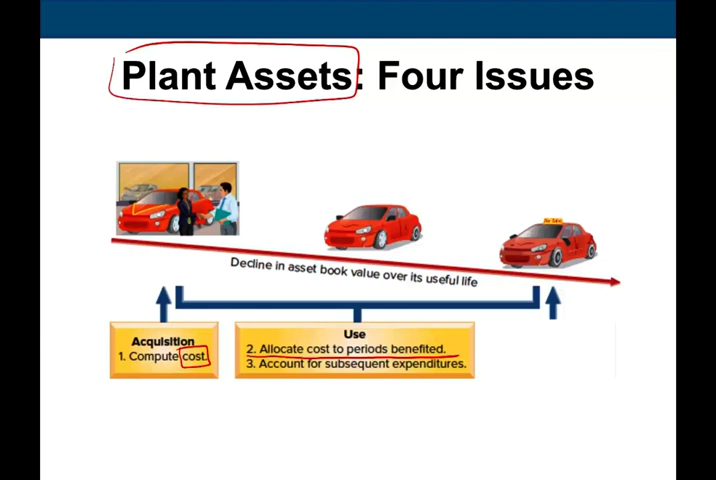 Plant Assets: Four Issues
Decline in asset book value over its useful life
Acquisition
1. Compute cost.
Use
2. Allocate cost to periods benefited.
3. Account for subsequent expenditures.